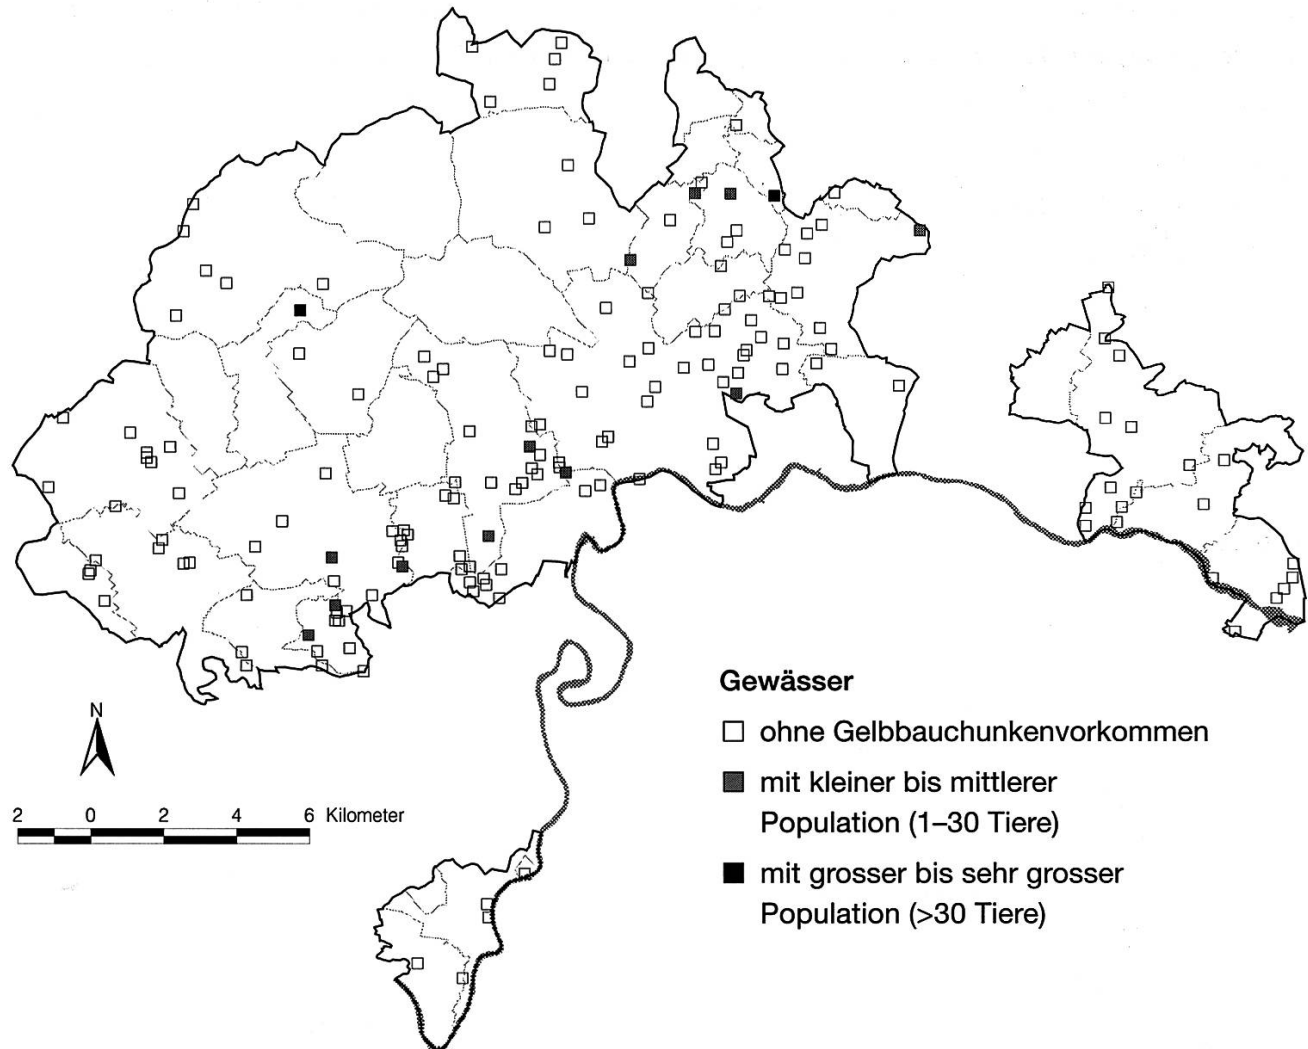 Gewässer
ohne Gelbbauchunkenvorkommen
mit kleiner bis mittlerer
Population (1–30 Tiere)
mit grosser bis sehr grosser
Population (>30 Tiere)
N
2 0 2 4 6 Kilometer